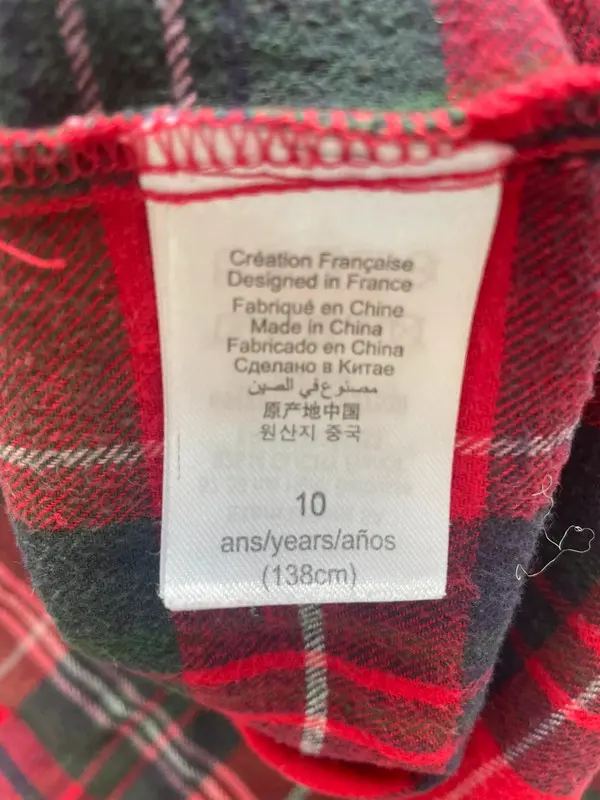 Création Française
Designed in France
Fabriqué en Chine
Made in China
Fabricado en China
Сделано в Китае
مصنوع في الصين
原产地中国
원산지 중국
10
ans/years/años
(138cm)